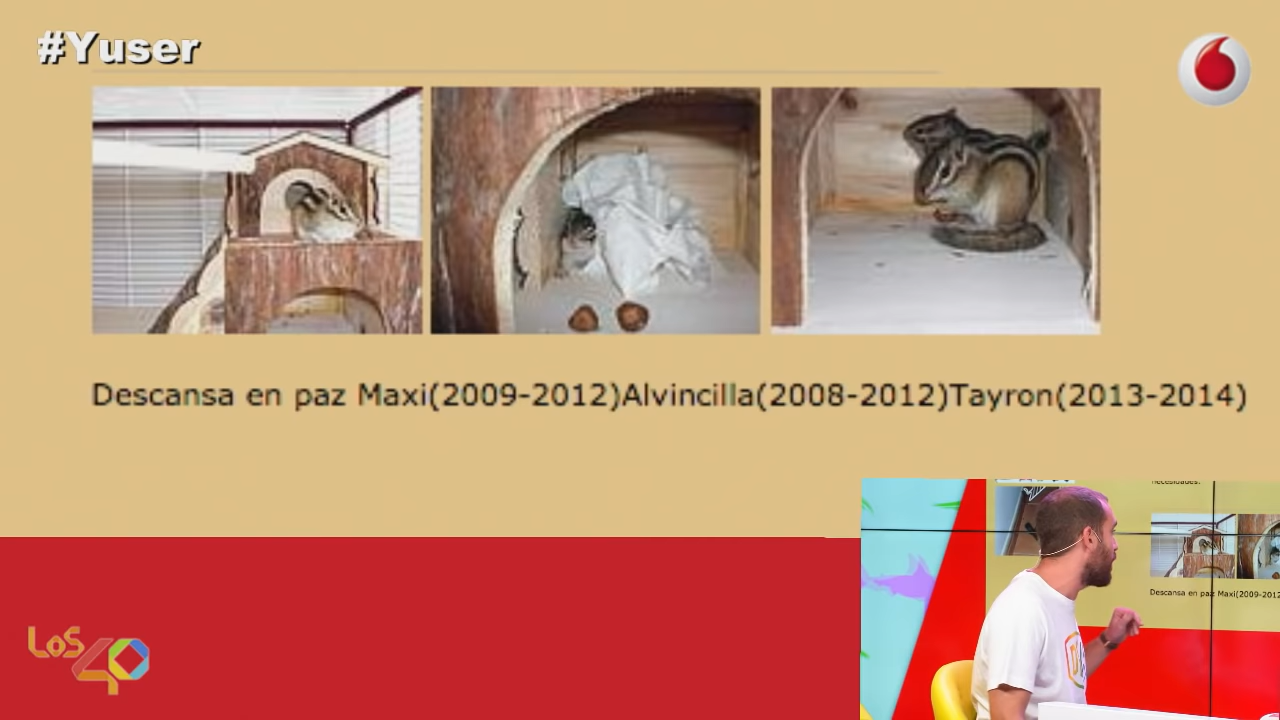 #Yuser
Descansa en paz Maxi(2009-2012)Alvincilla(2008-2012)Tayron(2013-2014)
LOS
40
necesidades.
Descansa en paz Maxi(2009-2012